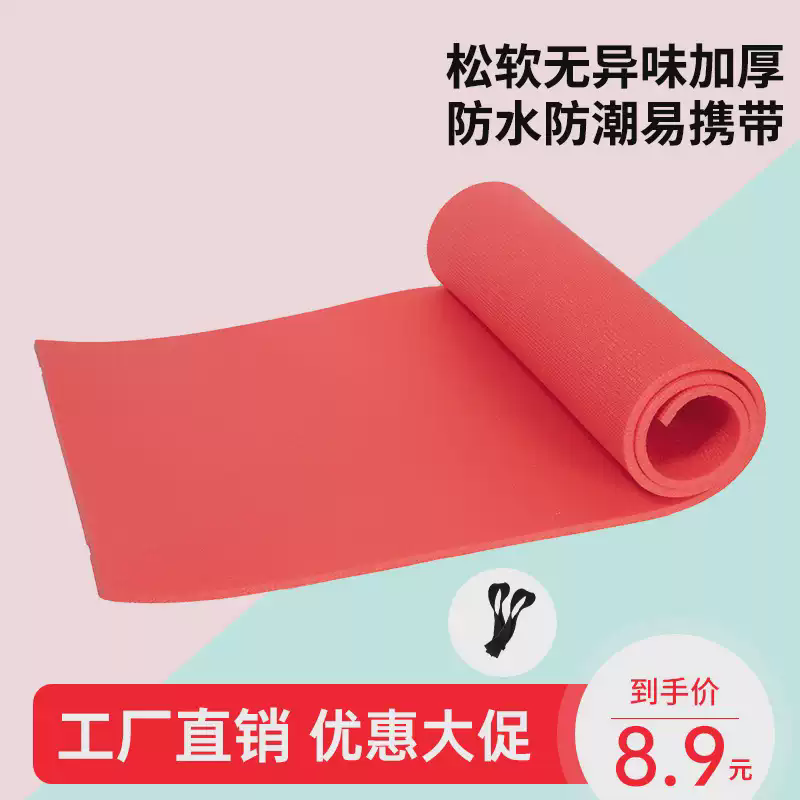 松软无异味加厚
防水防潮易携带
工厂直销 优惠大促
到手价
8.9元